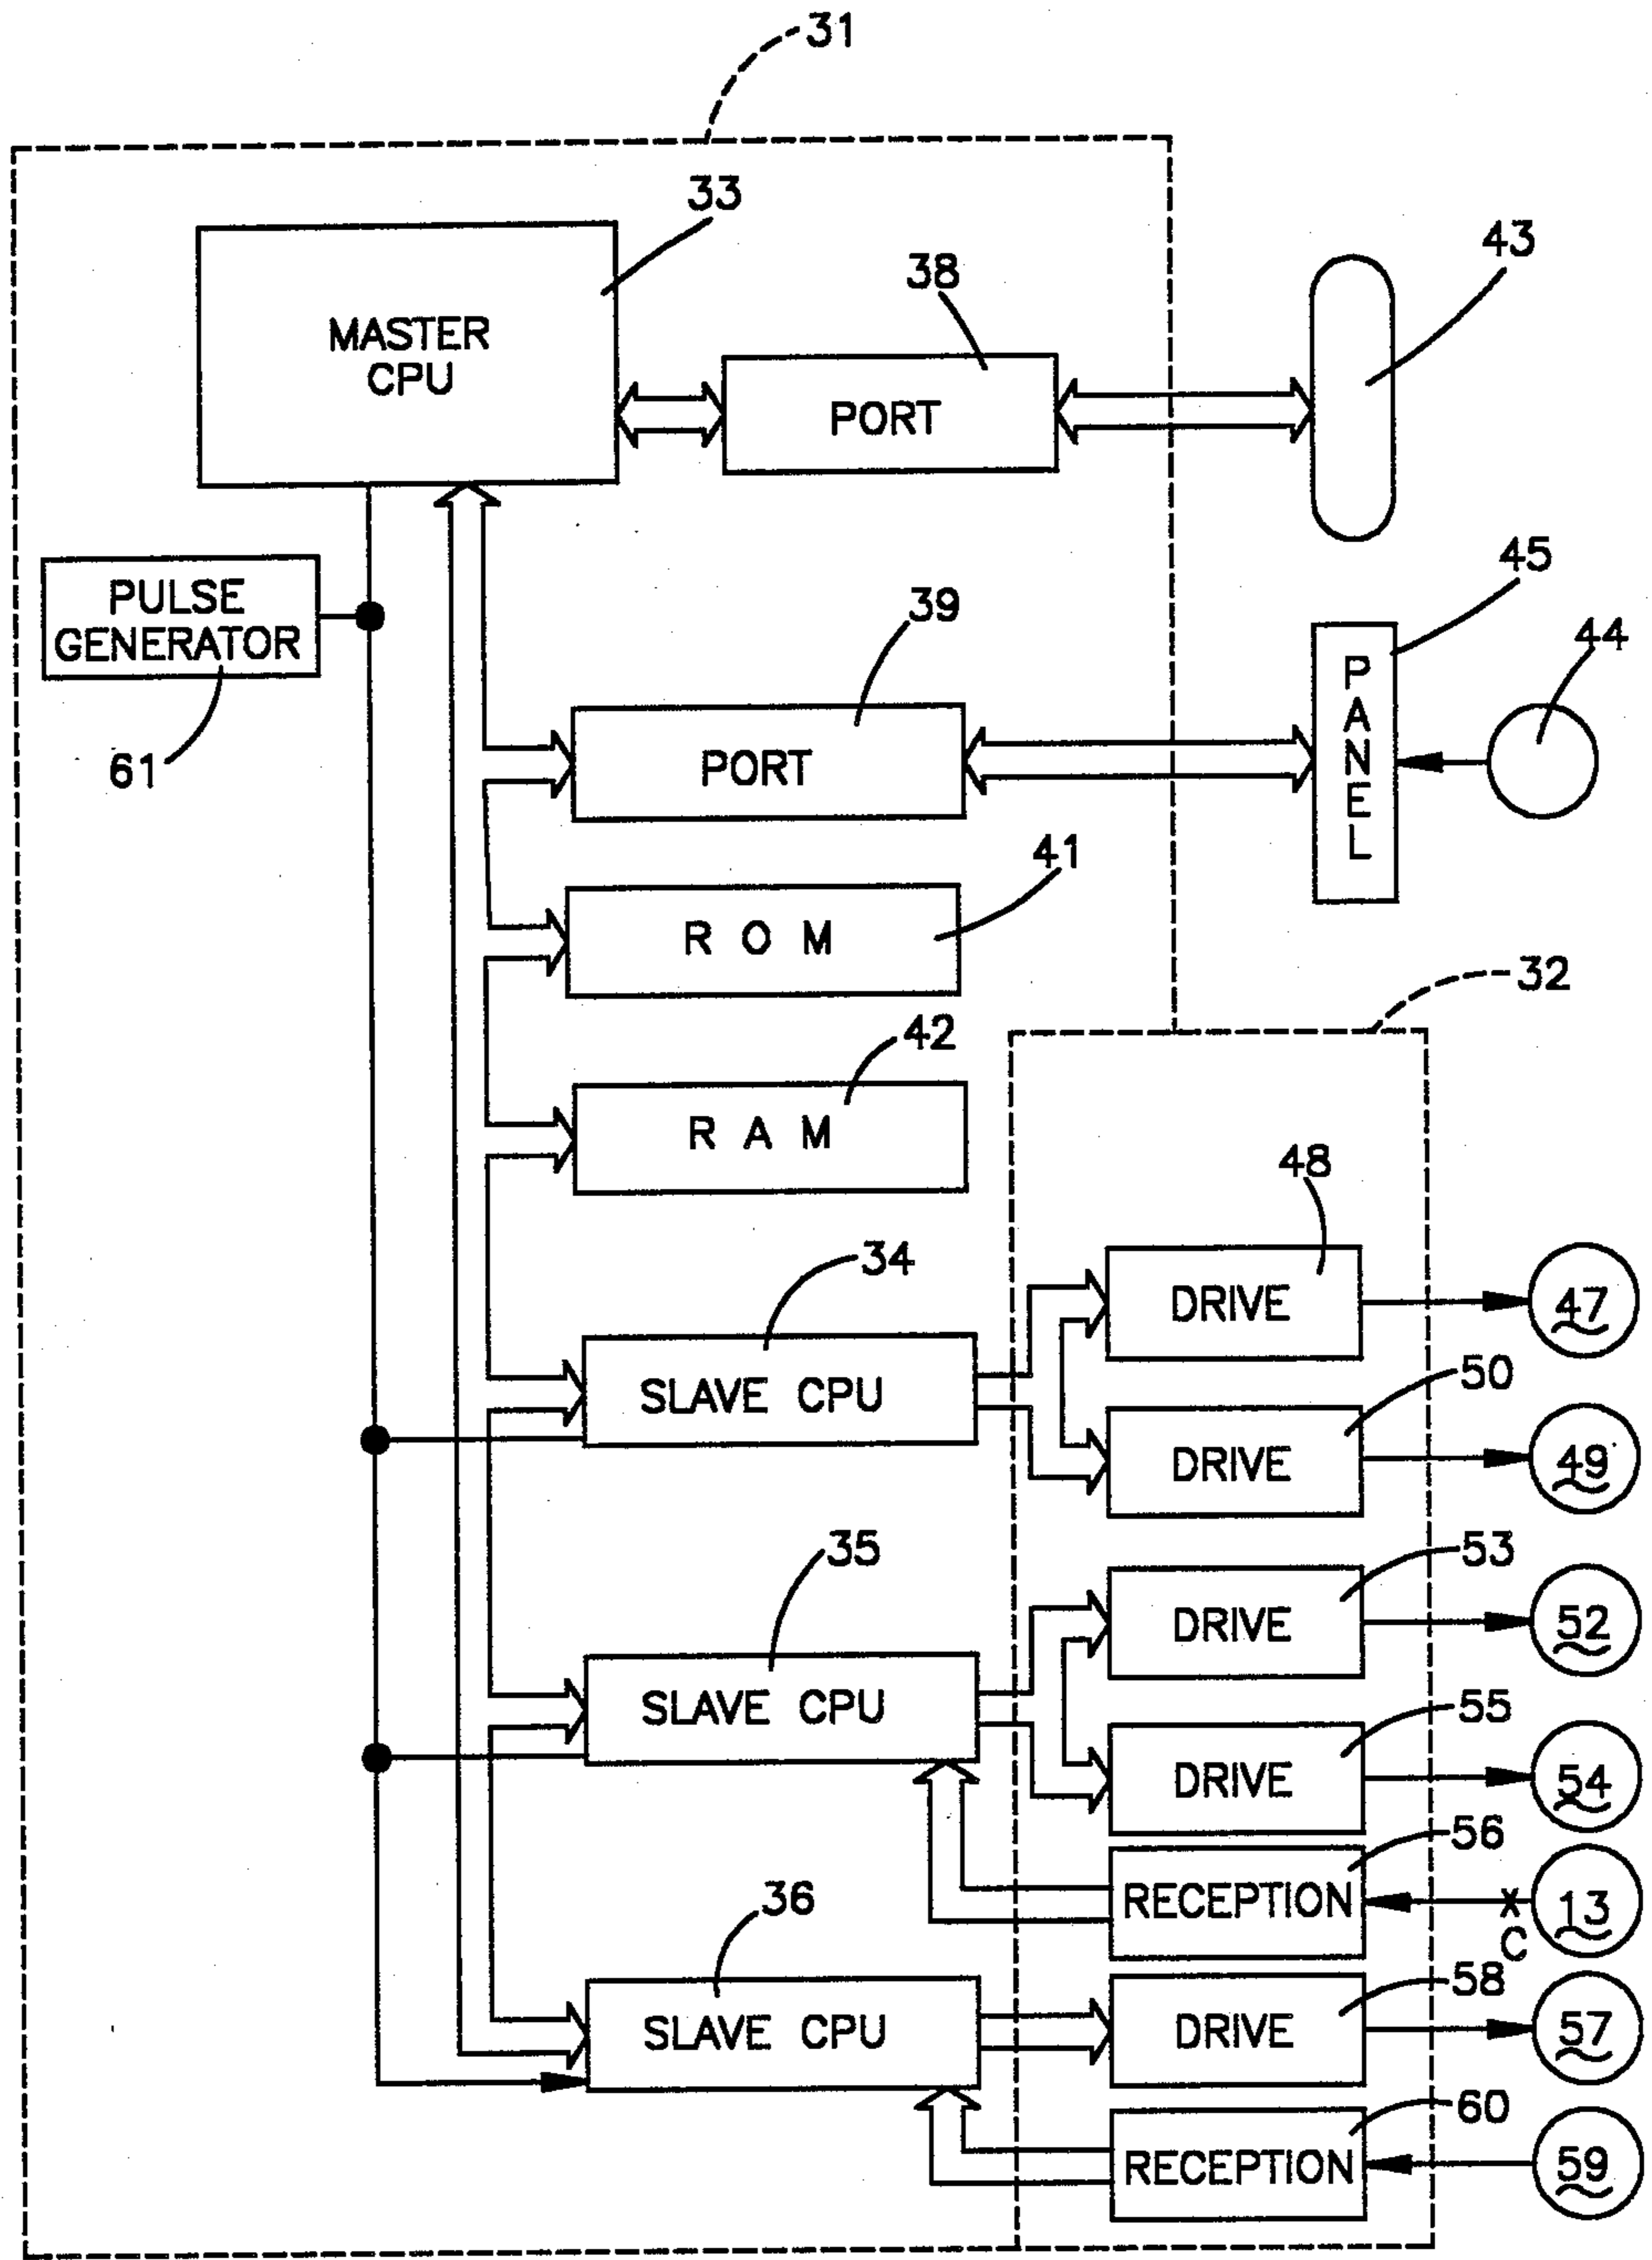 31
33
MASTER
CPU
38
PORT
43
PULSE
GENERATOR
61
39
PORT
45
PANEL
44
41
R O M
32
42
R A M
48
DRIVE
47
34
SLAVE CPU
50
DRIVE
49
35
SLAVE CPU
53
DRIVE
52
55
DRIVE
54
56
RECEPTION
X
C
13
36
SLAVE CPU
58
DRIVE
57
60
RECEPTION
59